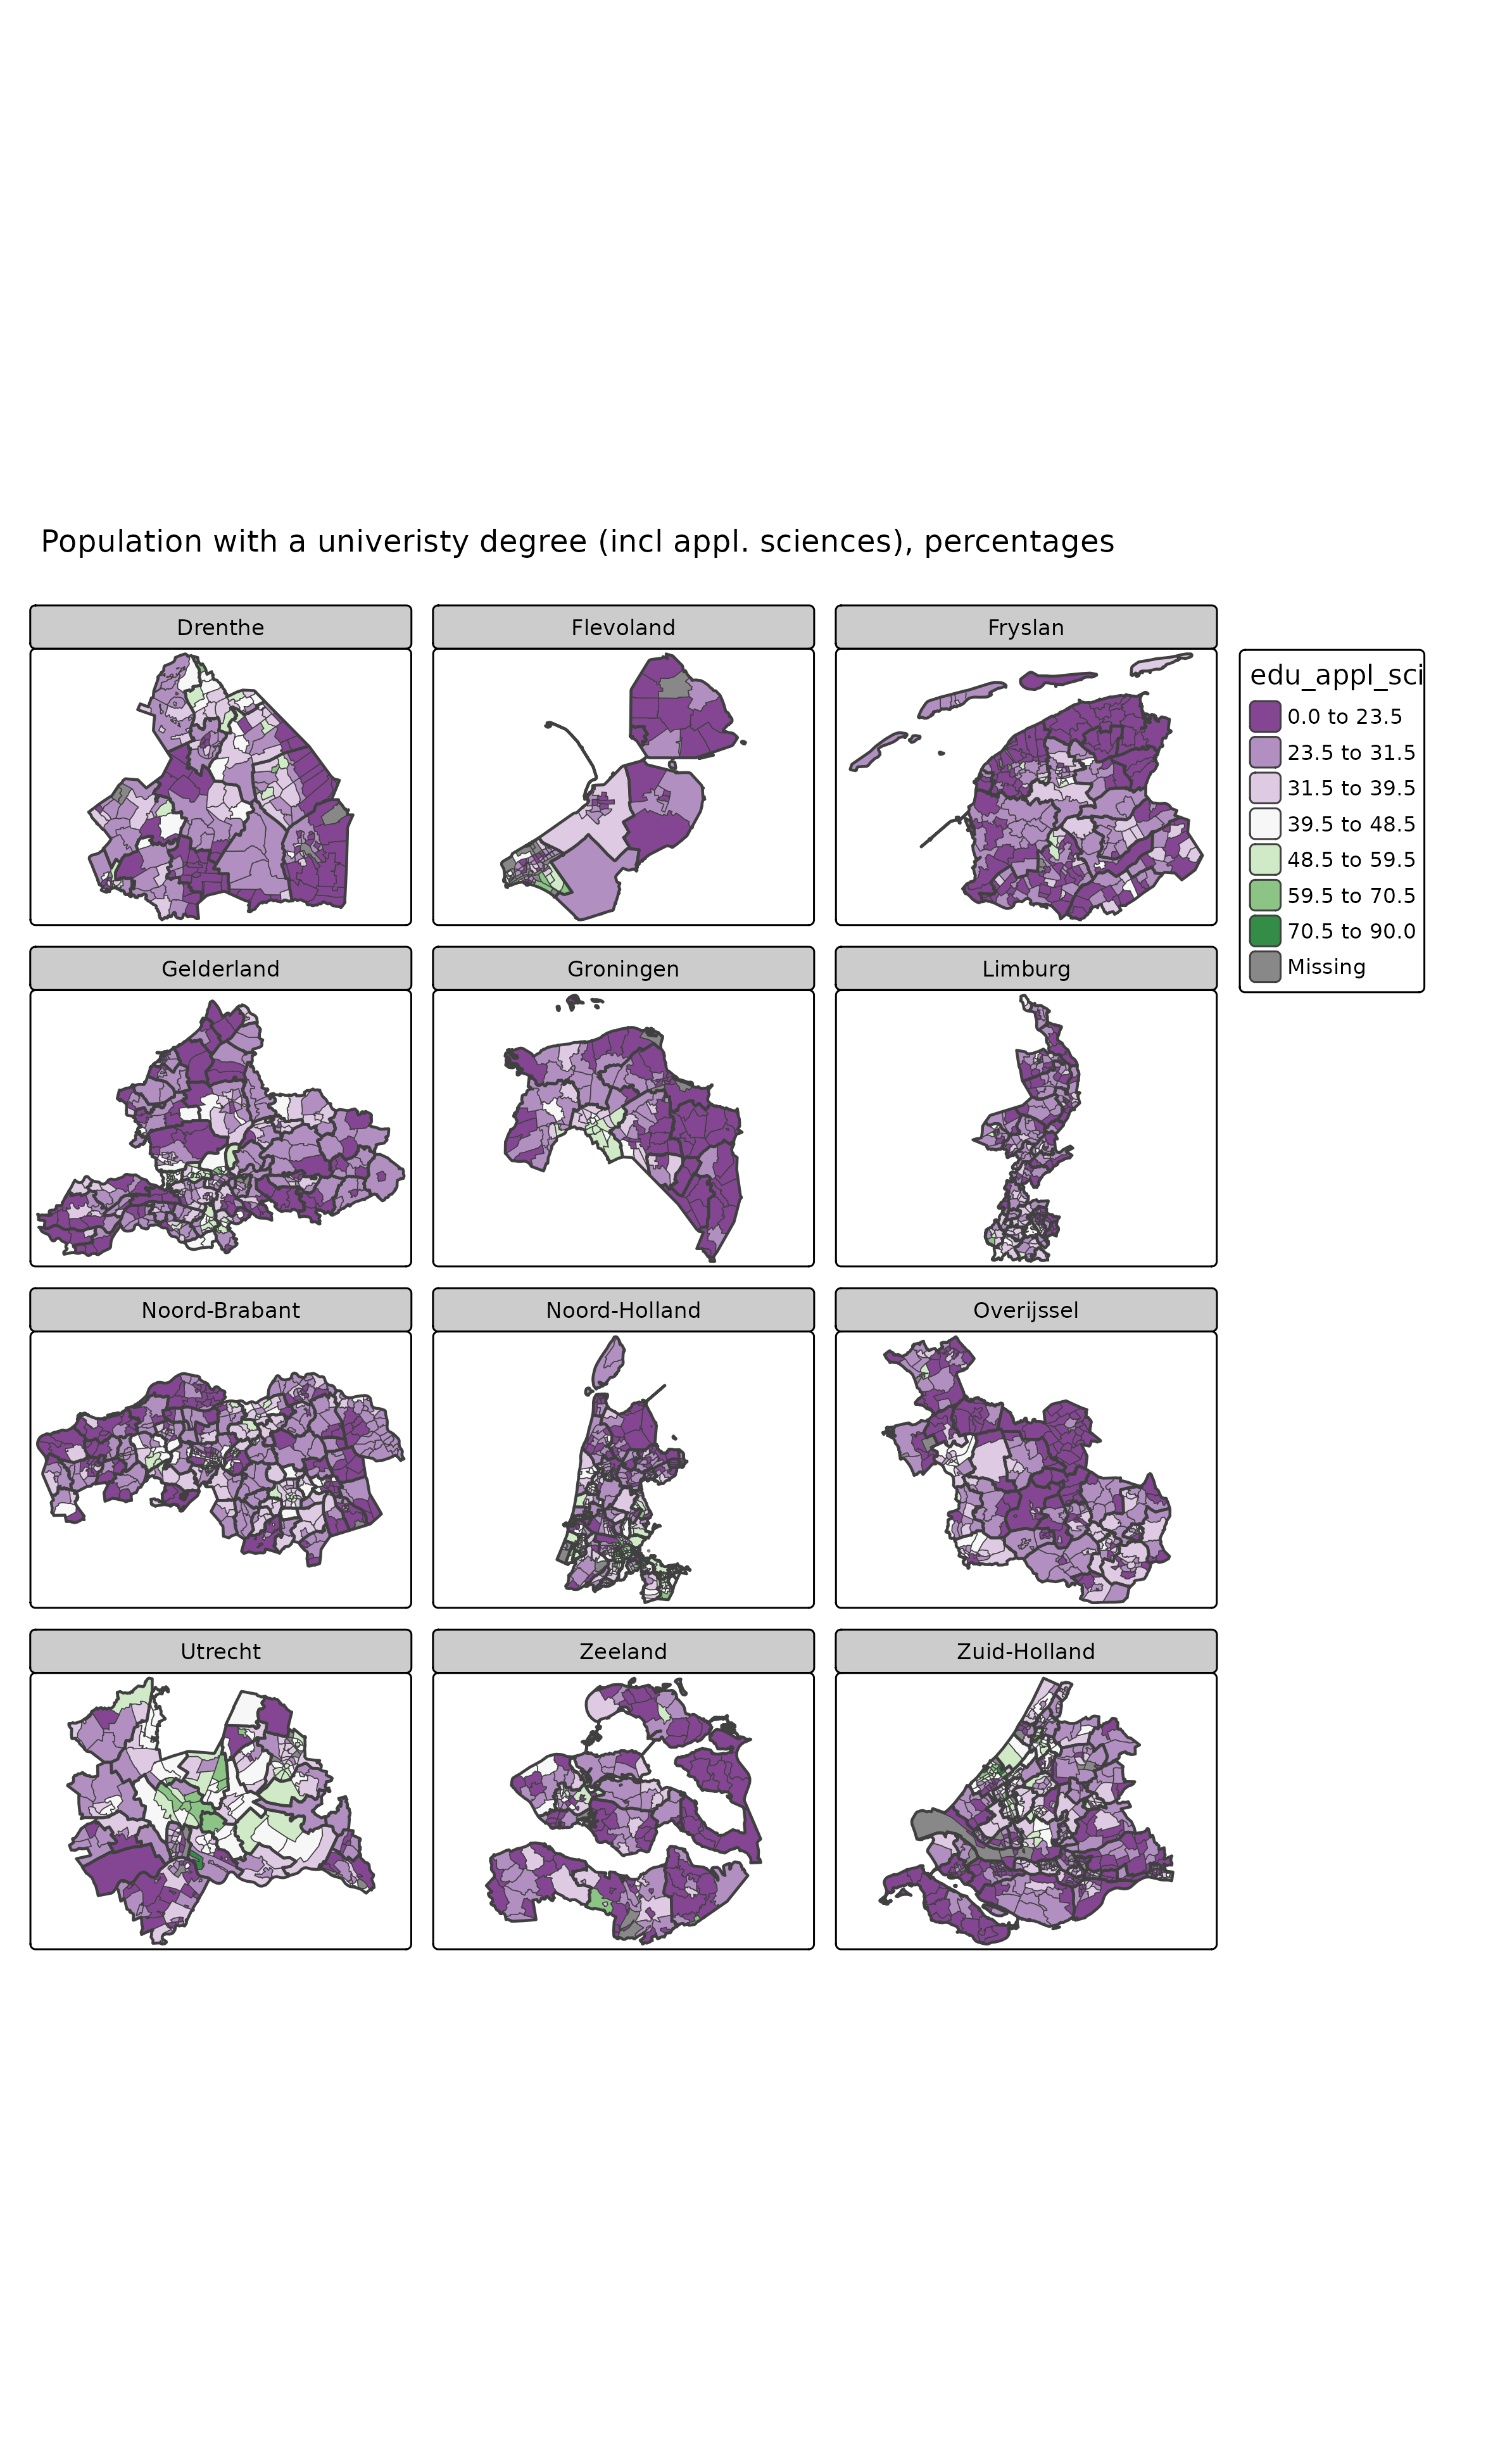 Population with a univeristy degree (incl appl. sciences), percentages
Drenthe
Flevoland
Fryslan
edu_appl_sci
0.0 to 23.5
23.5 to 31.5
31.5 to 39.5
39.5 to 48.5
48.5 to 59.5
59.5 to 70.5
70.5 to 90.0
Missing
Gelderland
Groningen
Limburg
Noord-Brabant
Noord-Holland
Overijssel
Utrecht
Zeeland
Zuid-Holland